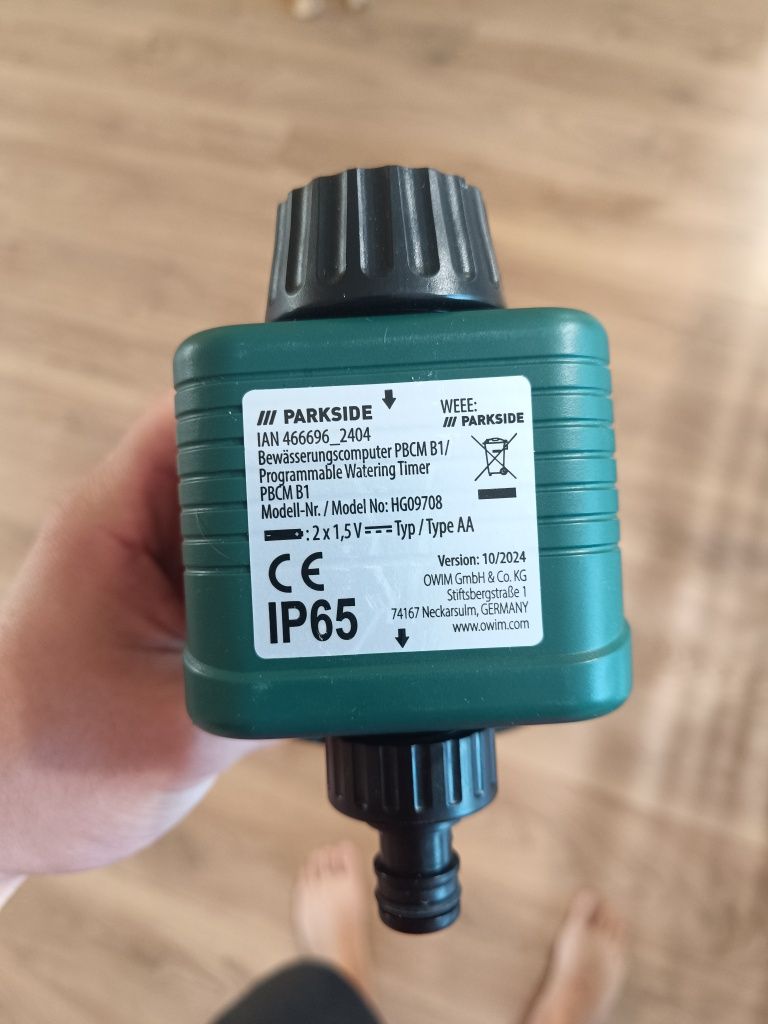 /// PARKSIDE
WEEE:
/// PARKSIDE
IAN 466696_2404
Bewässerungscomputer PBCM B1/
Programmable Watering Timer
PBCM B1
Modell-Nr. / Model No: HG09708
: 2 x 1,5 V Typ / Type AA
CE
IP65
Version: 10/2024
OWIM GmbH & Co. KG
Stiftsbergstraße 1
74167 Neckarsulm, GERMANY
www.owim.com